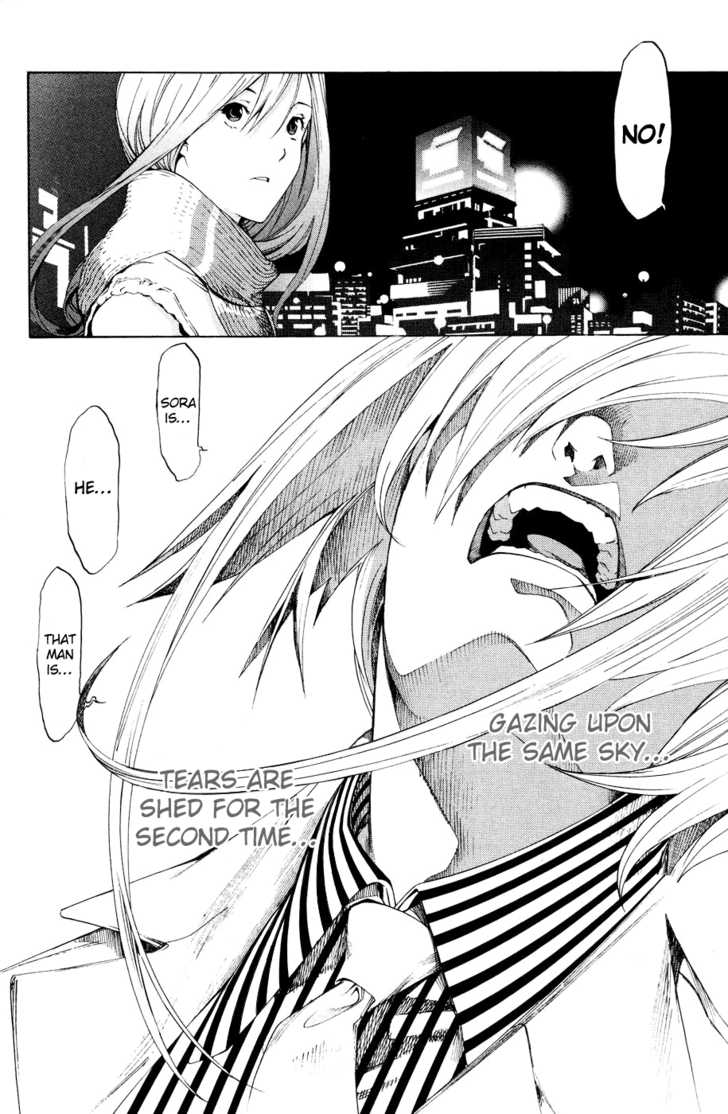 NO!
SORA
IS...
HE...
THAT
MAN
IS...
GAZING UPON
THE SAME SKY...
TEARS ARE
SHED FOR THE
SECOND TIME...